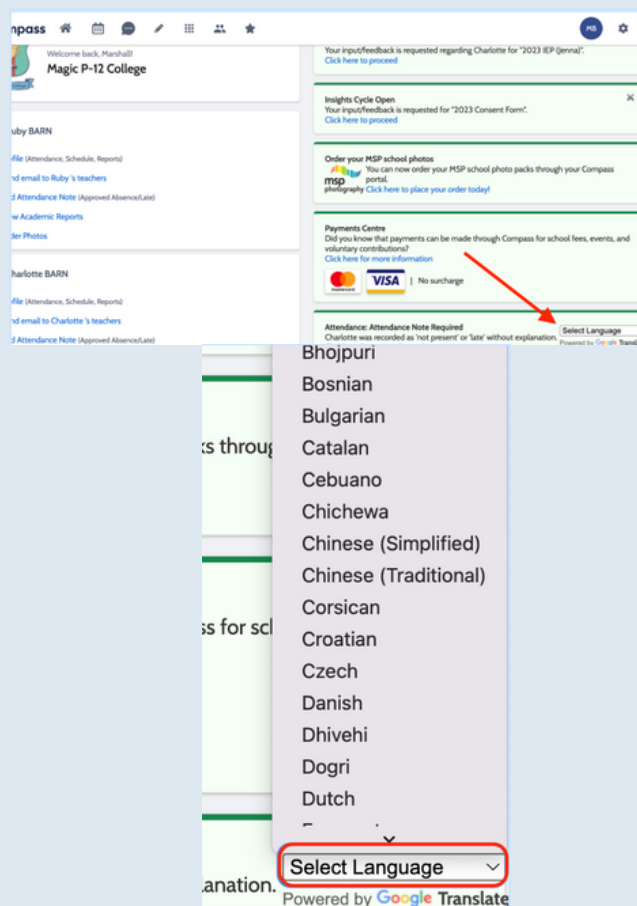 mpass
MB
Welcome back, Marshall!
Magic P-12 College
uby BARN
ofile (Attendance, Schedule, Reports)
nd email to Ruby 's teachers
d Attendance Note (Approved Absence/Late)
w Academic Reports
der Photos
harlotte BARN
ofile (Attendance, Schedule, Reports)
nd email to Charlotte 's teachers
d Attendance Note (Approved Absence/Late)
Your input/feedback is requested regarding Charlotte for "2023 IEP (Jenna)".
Click here to proceed
Insights Cycle Open
Your input/feedback is requested for "2023 Consent Form".
Click here to proceed
Order your MSP school photos
You can now order your MSP school photo packs through your Compass
portal.
msp
photography
Click here to place your order today!
Payments Centre
Did you know that payments can be made through Compass for school fees, events, and
voluntary contributions?
Click here for more information
mastercard
VISA
| No surcharge
Attendance: Attendance Note Required
Charlotte was recorded as 'not present' or 'late' without explanation.
Select Language
Powered by Google Transl
Bhojpuri
Bosnian
Bulgarian
ks throug
Catalan
Cebuano
Chichewa
Chinese (Simplified)
Chinese (Traditional)
Corsican
ss for scl
Croatian
Czech
Danish
Dhivehi
Dogri
Dutch
Select Language
anation.
Powered by Google Translate